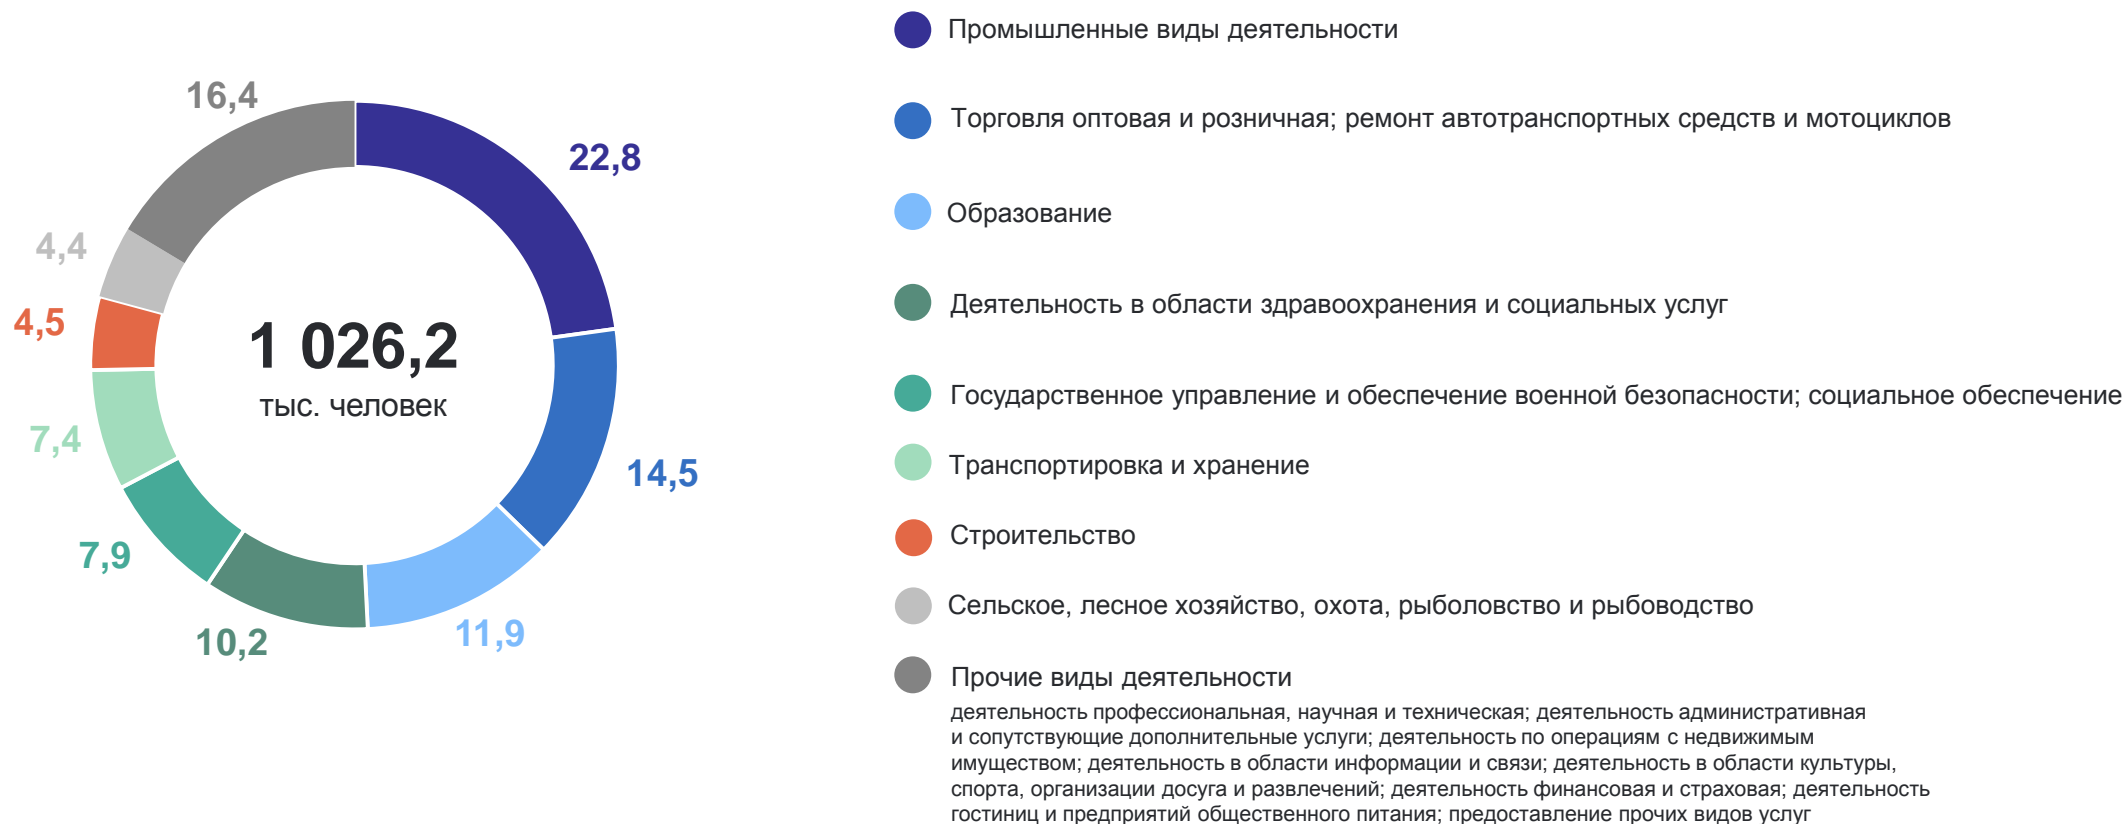 16,4
22,8
4,4
4,5
1 026,2
тыс. человек
7,4
14,5
7,9
10,2
11,9
Промышленные виды деятельности
Торговля оптовая и розничная; ремонт автотранспортных средств и мотоциклов
Образование
Деятельность в области здравоохранения и социальных услуг
Государственное управление и обеспечение военной безопасности; социальное обеспечение
Транспортировка и хранение
Строительство
Сельское, лесное хозяйство, охота, рыболовство и рыбоводство
Прочие виды деятельности
деятельность профессиональная, научная и техническая; деятельность административная
и сопутствующие дополнительные услуги; деятельность по операциям с недвижимым
имуществом; деятельность в области информации и связи; деятельность в области культуры,
спорта, организации досуга и развлечений; деятельность финансовая и страховая; деятельность
гостиниц и предприятий общественного питания; предоставление прочих видов услуг